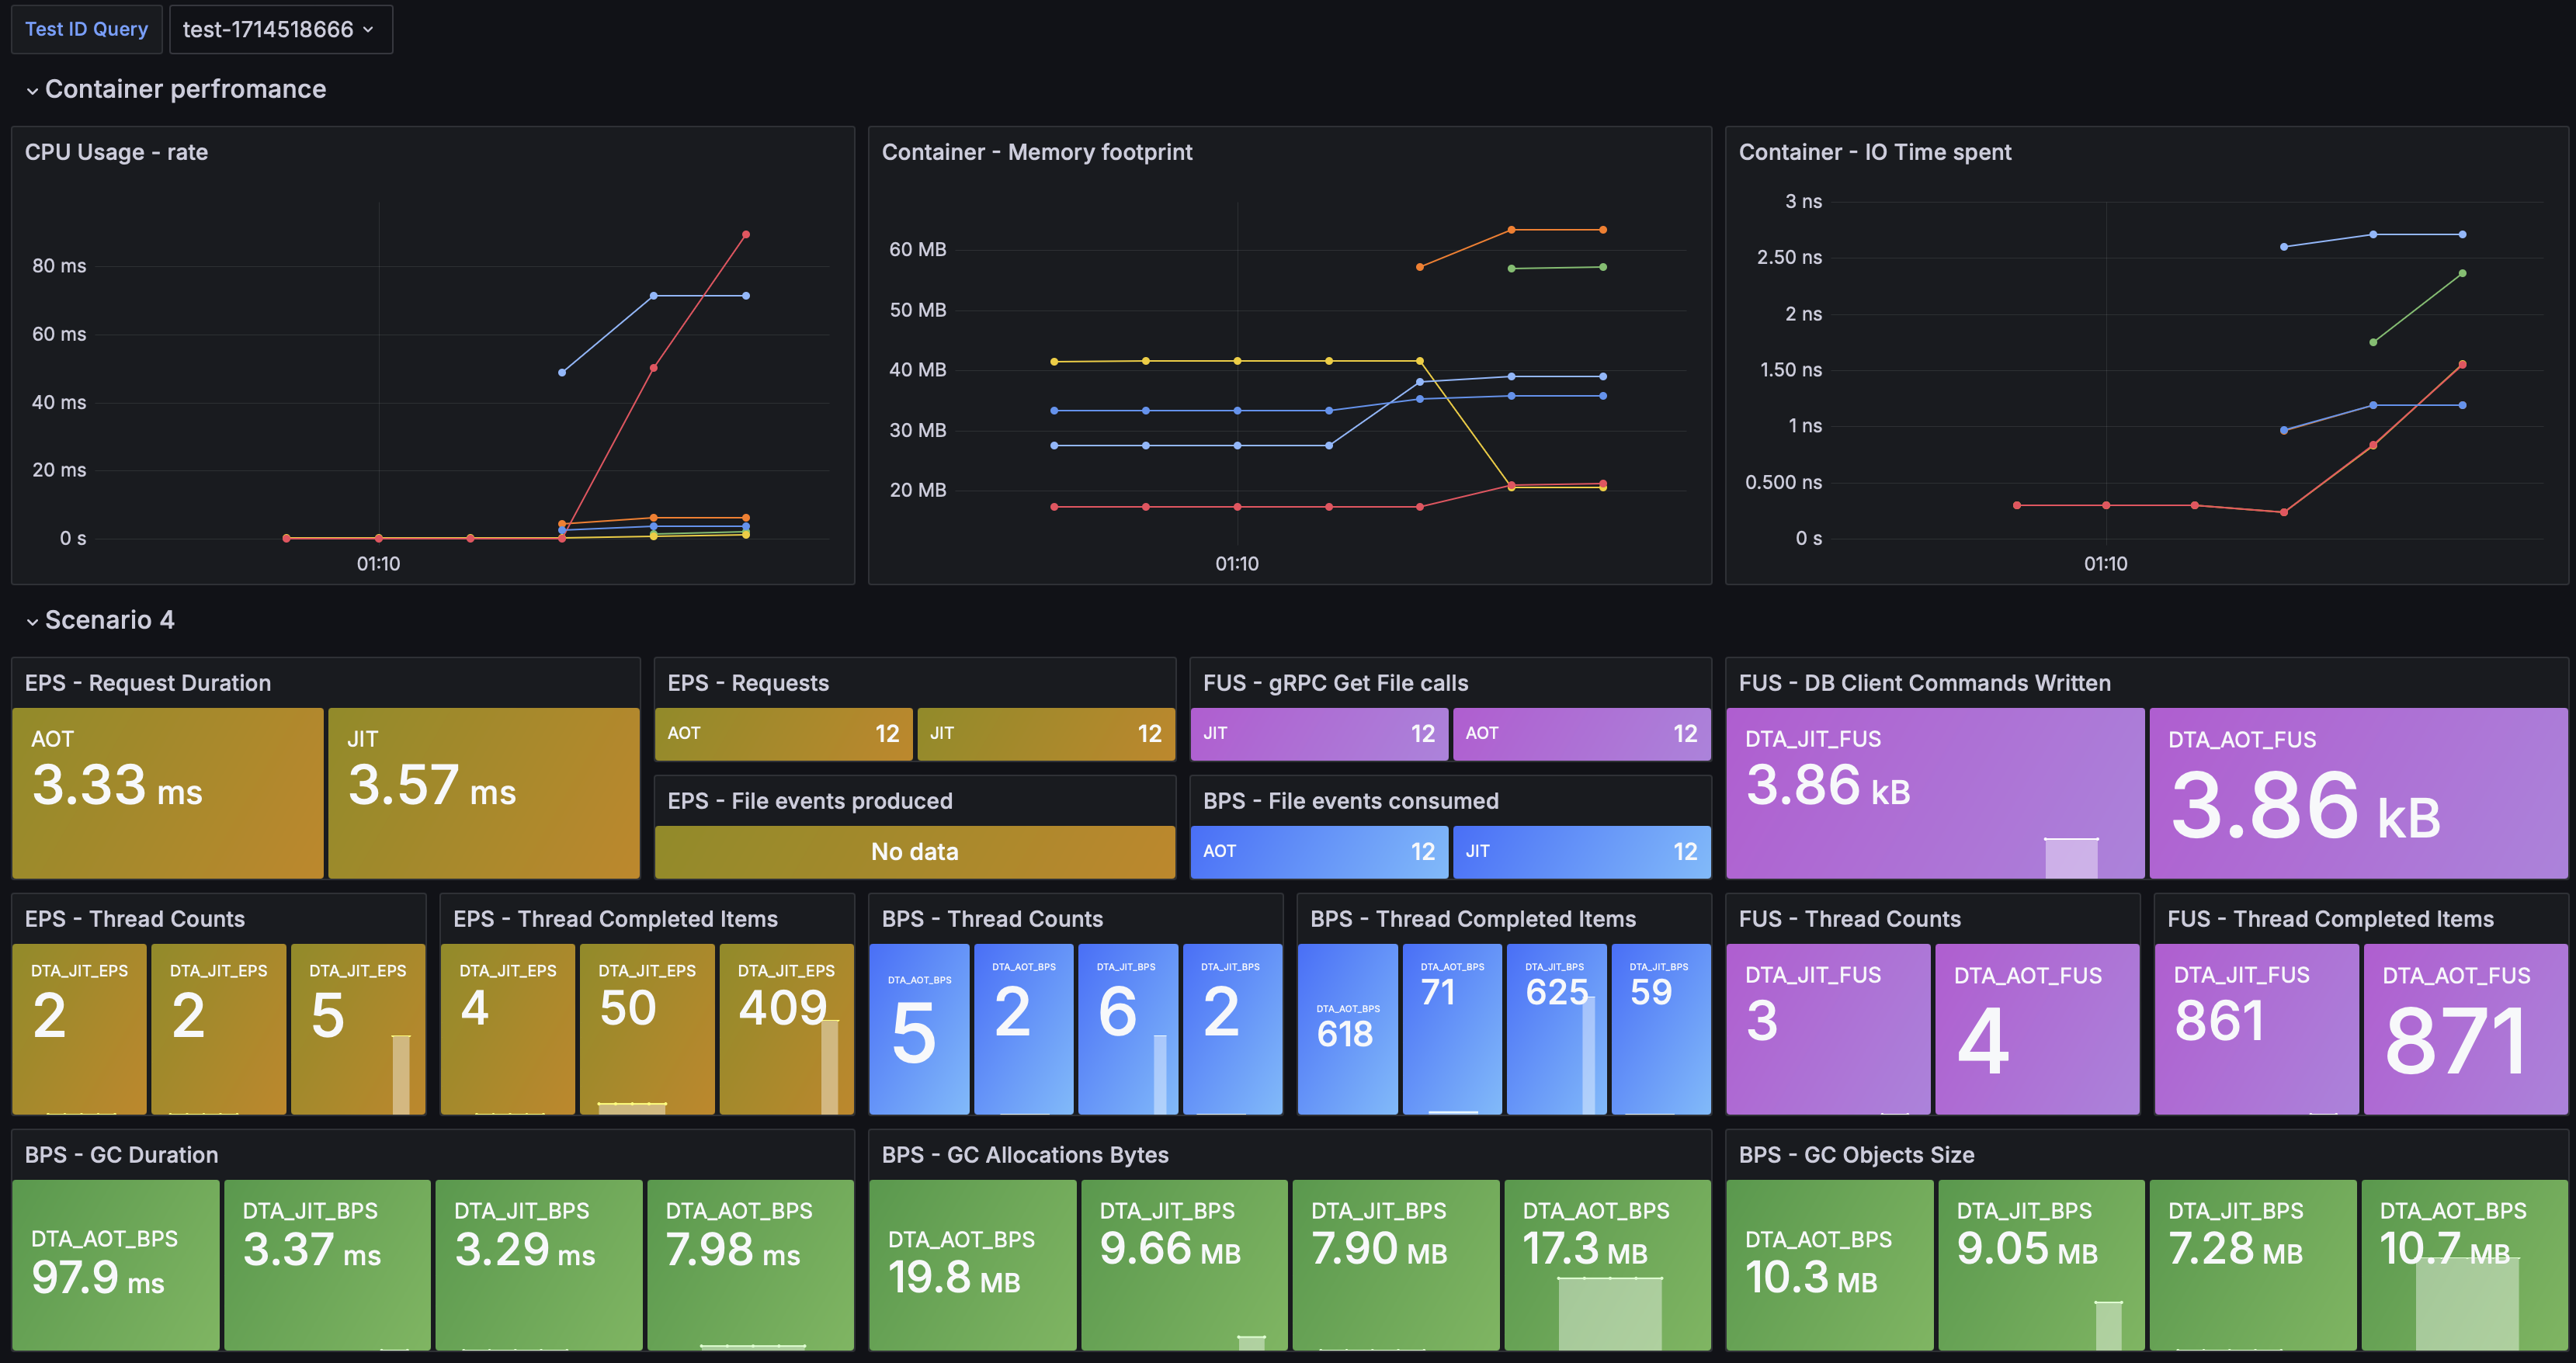 Test ID Query test-1714518666
Container perfromance
CPU Usage - rate
80 ms
60 ms
40 ms
20 ms
0 s
01:10
Container - Memory footprint
60 MB
50 MB
40 MB
30 MB
20 MB
01:10
Container - IO Time spent
3 ns
2.50 ns
2 ns
1.50 ns
1 ns
0.500 ns
0 s
01:10
Scenario 4
EPS - Request Duration
AOT
3.33 ms
JIT
3.57 ms
EPS - Requests
AOT 12
JIT 12
FUS - gRPC Get File calls
JIT 12
AOT 12
EPS - File events produced
No data
BPS - File events consumed
AOT 12
JIT 12
FUS - DB Client Commands Written
DTA_JIT_FUS
3.86 kB
DTA_AOT_FUS
3.86 kB
EPS - Thread Counts
DTA_JIT_EPS
2
DTA_JIT_EPS
2
DTA_JIT_EPS
5
EPS - Thread Completed Items
DTA_JIT_EPS
4
DTA_JIT_EPS
50
DTA_JIT_EPS
409
BPS - Thread Counts
DTA_AOT_BPS
5
DTA_AOT_BPS
2
DTA_JIT_BPS
6
DTA_JIT_BPS
2
BPS - Thread Completed Items
DTA_AOT_BPS
618
DTA_AOT_BPS
71
DTA_JIT_BPS
625
DTA_JIT_BPS
59
FUS - Thread Counts
DTA_JIT_FUS
3
DTA_AOT_FUS
4
FUS - Thread Completed Items
DTA_JIT_FUS
861
DTA_AOT_FUS
871
BPS - GC Duration
DTA_AOT_BPS
97.9 ms
DTA_JIT_BPS
3.37 ms
DTA_JIT_BPS
3.29 ms
DTA_AOT_BPS
7.98 ms
BPS - GC Allocations Bytes
DTA_AOT_BPS
19.8 MB
DTA_JIT_BPS
9.66 MB
DTA_JIT_BPS
7.90 MB
DTA_AOT_BPS
17.3 MB
BPS - GC Objects Size
DTA_AOT_BPS
10.3 MB
DTA_JIT_BPS
9.05 MB
DTA_JIT_BPS
7.28 MB
DTA_AOT_BPS
10.7 MB